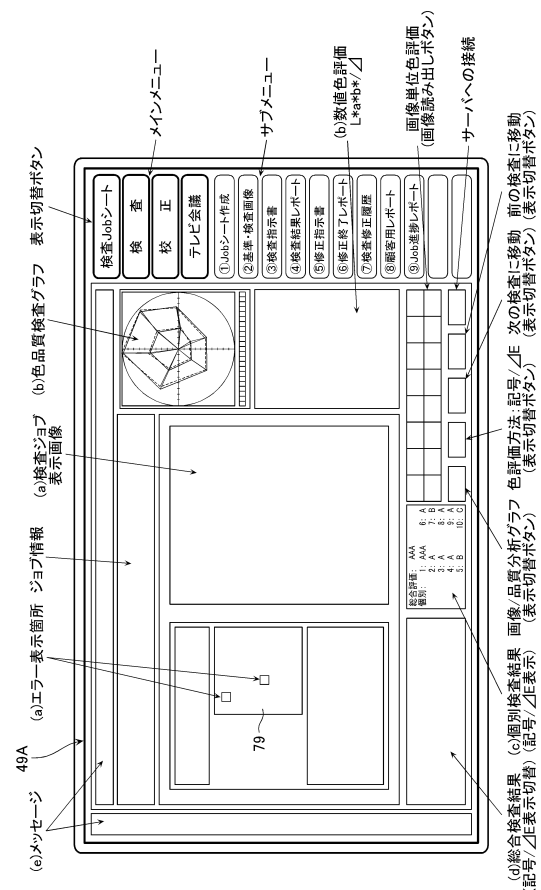 49A
(e)メッセージ
(a)エラー表示箇所
ジョブ情報
(a)検査ジョブ
表示画像
(b)色品質検査グラフ
表示切替ボタン
メインメニュー
サブメニュー
(b)数値色評価
L*a*b*/⊿
画像単位色評価
(画像読み出しボタン)
サーバへの接続
検査Jobシート
検　査
校　正
テレビ会議
①Jobシート作成
②基準・検査画像
③検査指示書
④検査結果レポート
⑤修正指示書
⑥修正終了レポート
⑦検査修正履歴
⑧顧客用レポート
⑨Job進捗レポート
79
総合評価: AAA
個別: 1: AAA 6: A
2: A 7: B
3: A 8: A
4: A 9: A
5: B 10: C
(d)総合検査結果
(記号/⊿E表示切替)
(c)個別検査結果
(記号/⊿E表示)
画像/品質分析グラフ
(表示切替ボタン)
色評価方法:記号/⊿E
(表示切替ボタン)
次の検査に移動
(表示切替ボタン)
前の検査に移動
(表示切替ボタン)